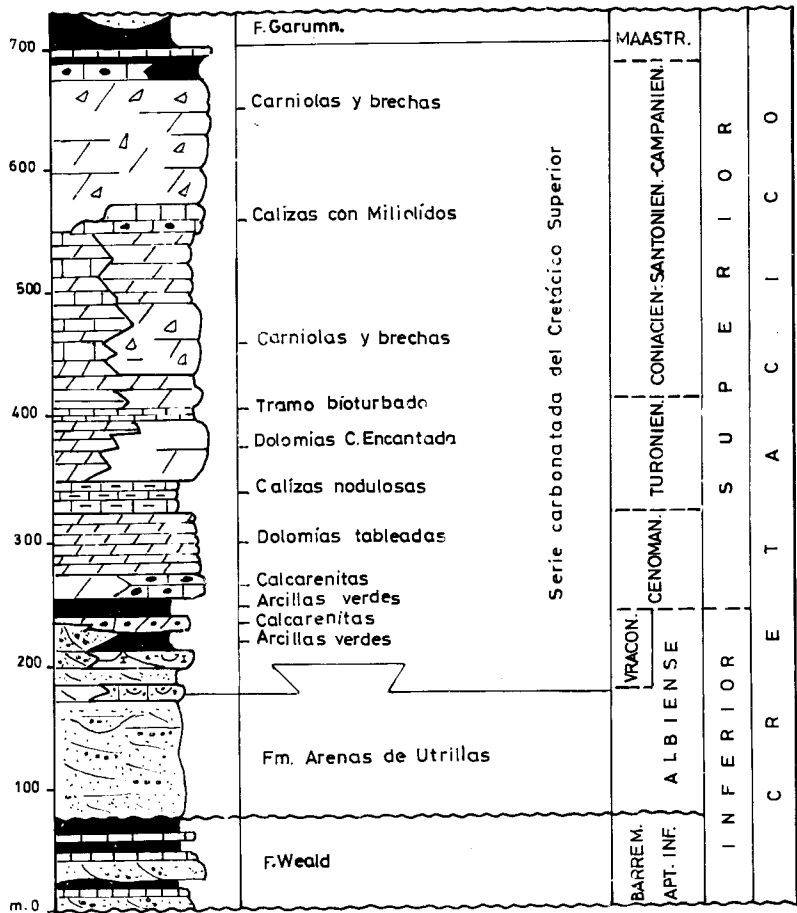 F. Garumn.
700
MAASTR.
Carniolas y brechas
600
Calizas con Miliolídos
500
Carniolas y brechas
400
Tramo bioturbado
Dolomias C. Encantada
Calízas nodulosas
300
Dolomías tableadas
Calcarenitas
Arcillas verdes
Calcarenitas
Arcillas verdes
200
Fm. Arenas de Utrillas
100
F. Weald
m. 0
Serie carbonatada del Cretácico Superior
CONIACIEN.-SANTONIEN.-CAMPANIEN.
TURONIEN.
CENOMAN.
VRACON.
ALBIENSE
BARREM.
APT. INF.
SUPERIOR
INFERIOR
CRETACICO